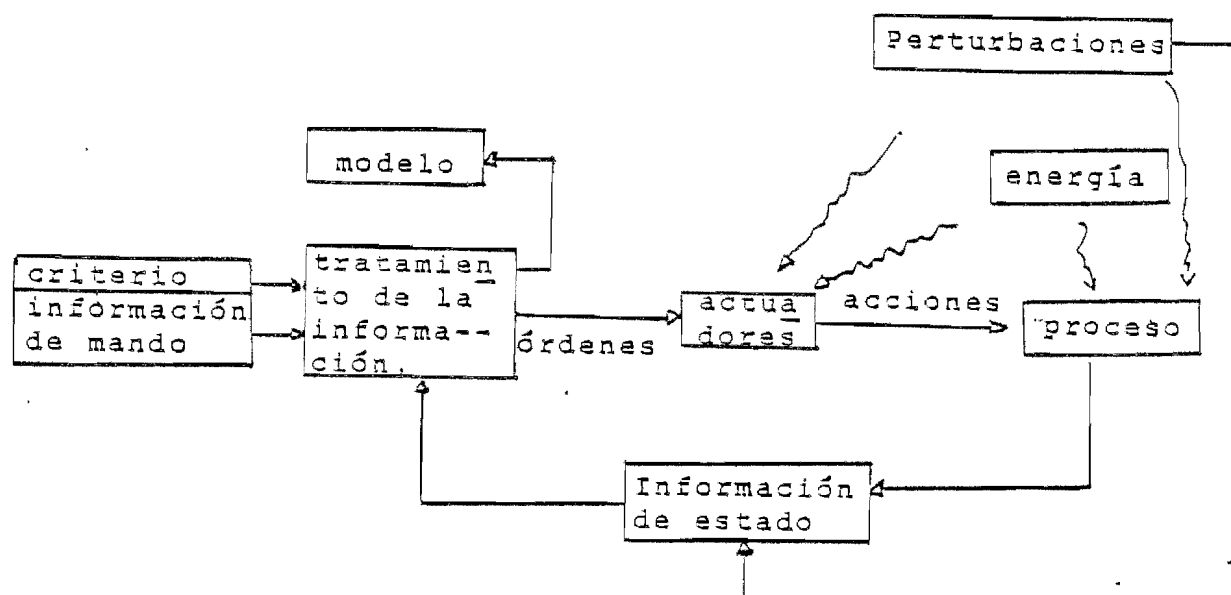 Perturbaciones
modelo
energía
criterio
información
de mando
tratamien
to de la
informa--
ción.
órdenes
actua
dores
acciones
proceso
Información
de estado